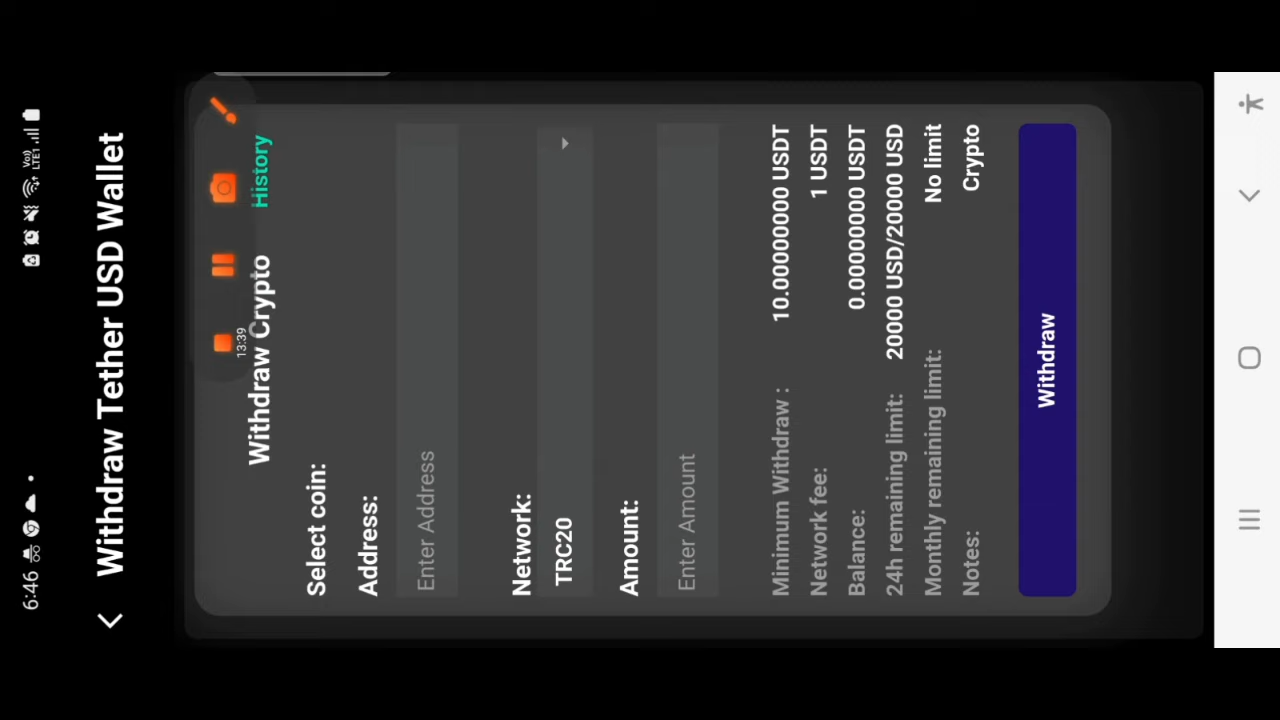 6:46
Vo)) LTE1
Withdraw Tether USD Wallet
13:39
Withdraw Crypto
History
Select coin:
Address:
Enter Address
Network:
TRC20
Amount:
Enter Amount
Minimum Withdraw : 10.00000000 USDT
Network fee: 1 USDT
Balance: 0.00000000 USDT
24h remaining limit: 20000 USD/20000 USD
Monthly remaining limit: No limit
Notes: Crypto
Withdraw